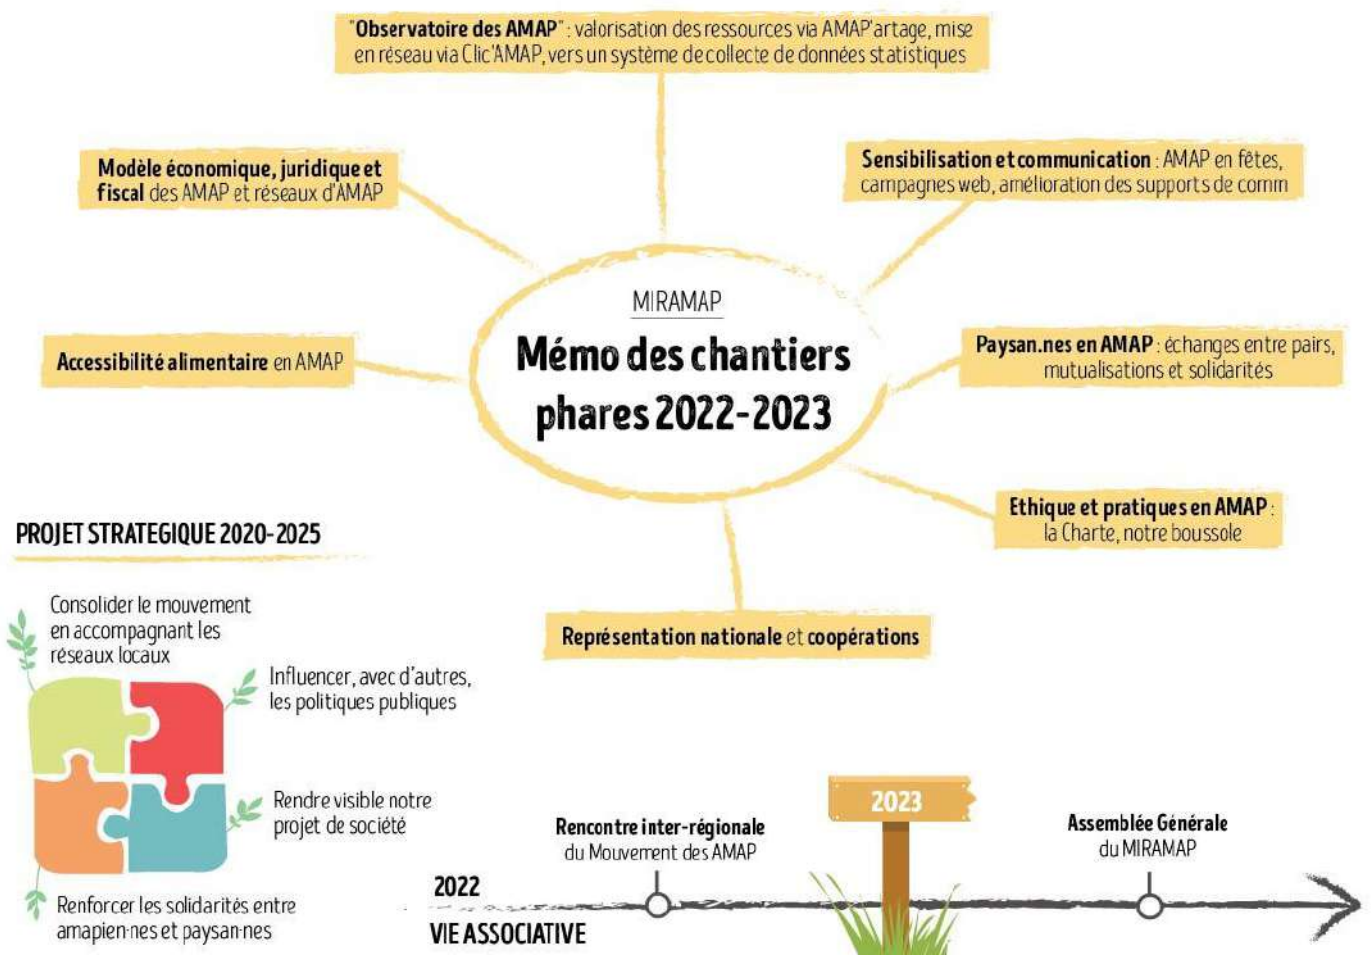 "Observatoire des AMAP" : valorisation des ressources via AMAP'artage, mise
en réseau via Clic'AMAP, vers un système de collecte de données statistiques
Modèle économique, juridique et
fiscal des AMAP et réseaux d'AMAP
Sensibilisation et communication : AMAP en fêtes,
campagnes web, amélioration des supports de comm
MIRAMAP
Mémo des chantiers
phares 2022-2023
Accessibilité alimentaire en AMAP
Paysan.nes en AMAP : échanges entre pairs,
mutualisations et solidarités
Ethique et pratiques en AMAP :
la Charte, notre boussole
Représentation nationale et coopérations
PROJET STRATEGIQUE 2020-2025
Consolider le mouvement
en accompagnant les
réseaux locaux
Influencer, avec d'autres,
les politiques publiques
Rendre visible notre
projet de société
Renforcer les solidarités entre
amapien·nes et paysan·nes
2022
VIE ASSOCIATIVE
Rencontre inter-régionale
du Mouvement des AMAP
2023
Assemblée Générale
du MIRAMAP